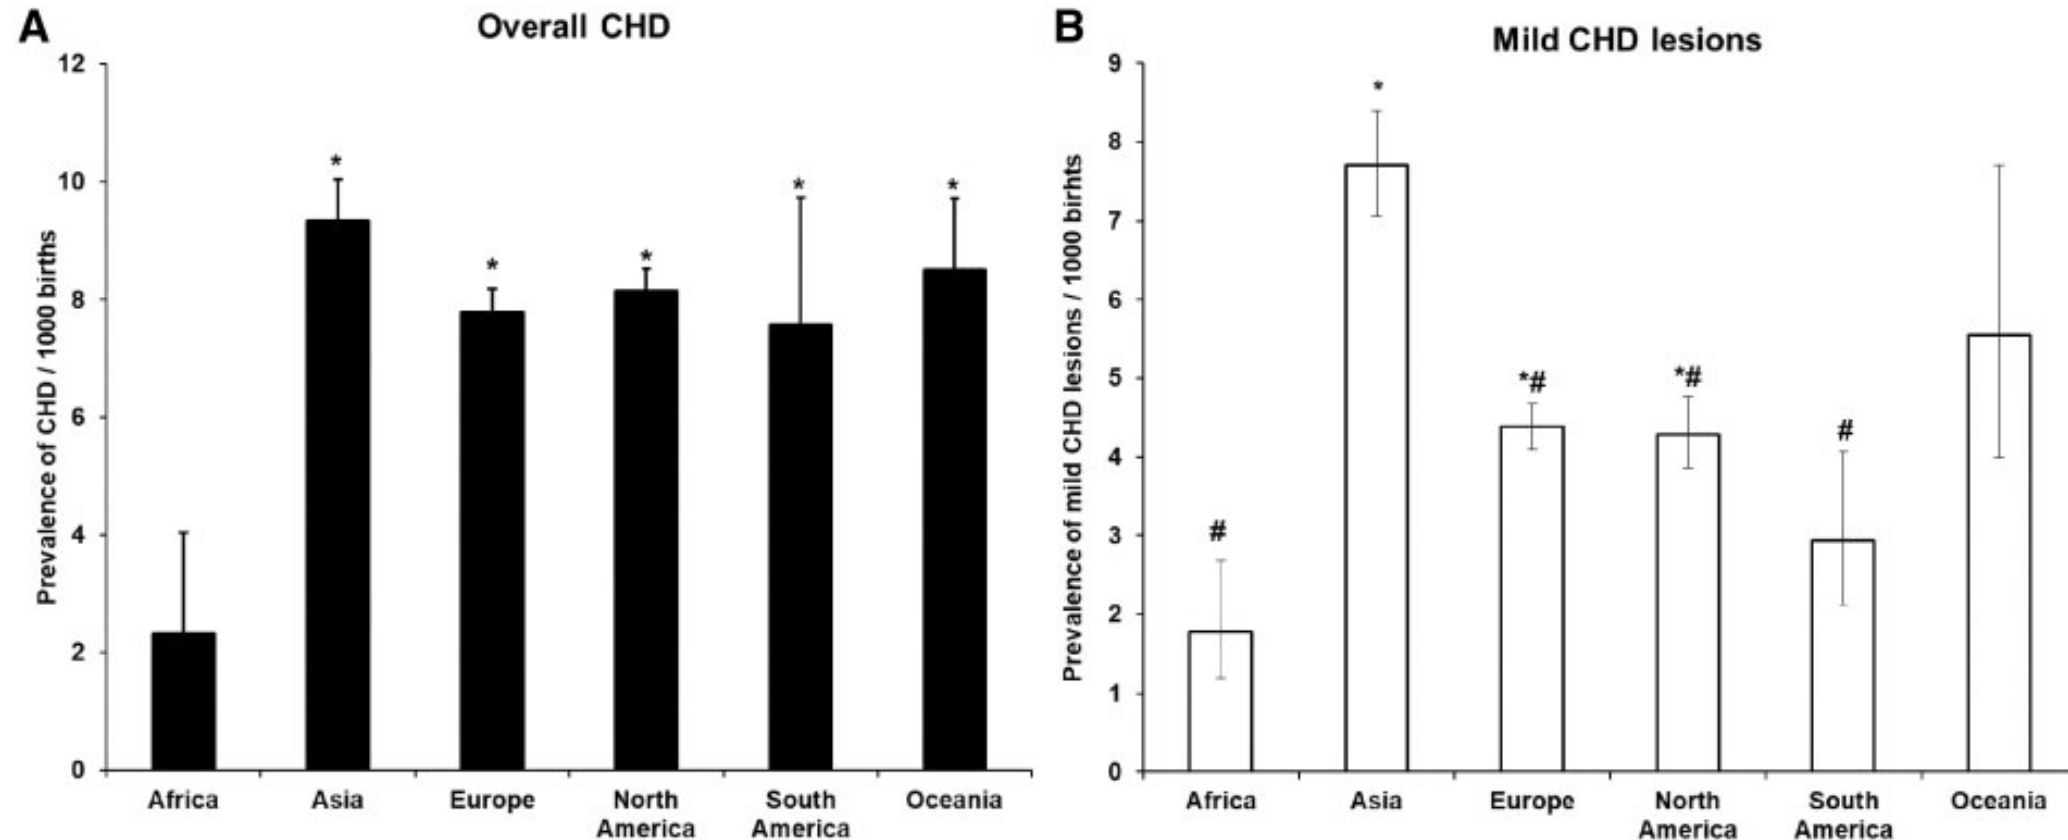 A
Overall CHD
Prevalence of CHD / 1000 births
12
10
8
6
4
2
0
*
*
*
*
*
Africa
Asia
Europe
North
America
South
America
Oceania
B
Mild CHD lesions
Prevalence of mild CHD lesions / 1000 birhts
9
8
7
6
5
4
3
2
1
0
#
*
*#
*#
#
Africa
Asia
Europe
North
America
South
America
Oceania